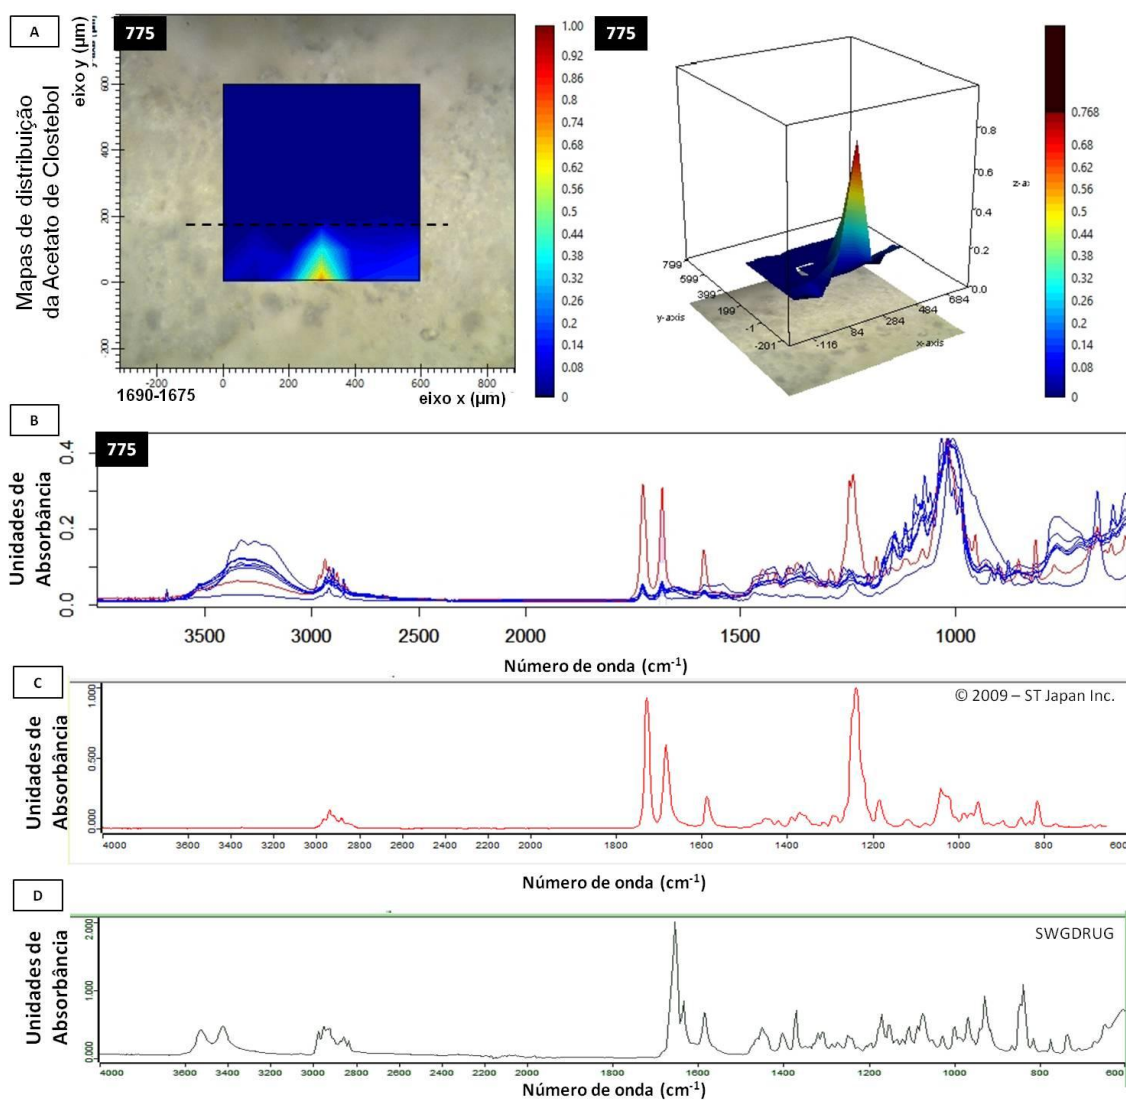 A
Mapas de distribuição
da Acetato de Clostebol
775
eixo y (µm)
600
400
200
0
-200
-200
0
200
400
600
800
1690-1675
eixo x (µm)
1.00
0.92
0.86
0.8
0.74
0.68
0.62
0.56
0.5
0.44
0.38
0.32
0.26
0.2
0.14
0.08
0
775
0.8
0.6
0.4
0.2
0.0
799
599
399
199
-1
-201
y-axis
-116
84
284
484
684
x-axis
0.768
0.68
0.62
0.56
0.5
0.44
0.38
0.32
0.26
0.2
0.14
0.08
0
B
775
Unidades de
Absorbância
0.4
0.2
0.0
3500 3000 2500 2000 1500 1000
Número de onda (cm-1)
C
© 2009 – ST Japan Inc.
Unidades de
Absorbância
1.000
0.500
0.0000
4000 3800 3600 3400 3200 3000 2800 2600 2400 2200 2000 1800 1600 1400 1200 1000 800 600
Número de onda (cm-1)
D
SWGDRUG
Unidades de
Absorbância
2.000
1.000
0.000
4000 3800 3600 3400 3200 3000 2800 2600 2400 2200 2000 1800 1600 1400 1200 1000 800 600
Número de onda (cm-1)